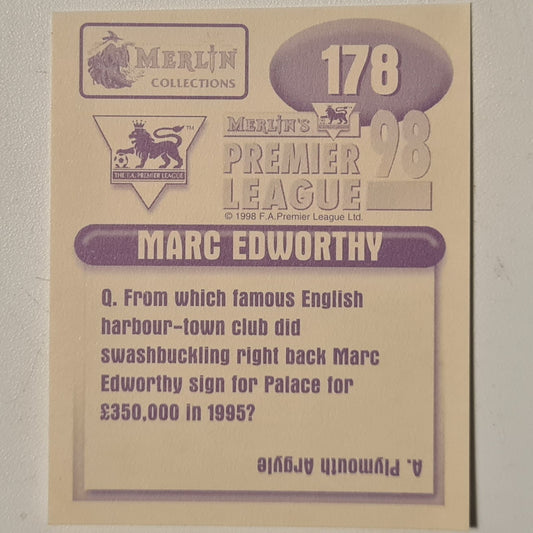 MERLIN
COLLECTIONS
178
THE F.A. PREMIER LEAGUE
TM
MERLIN'S
PREMIER
LEAGUE
98
© 1998 F.A.Premier League Ltd.
MARC EDWORTHY
Q. From which famous English
harbour-town club did
swashbuckling right back Marc
Edworthy sign for Palace for
£350,000 in 1995?
A. Plymouth Argyle